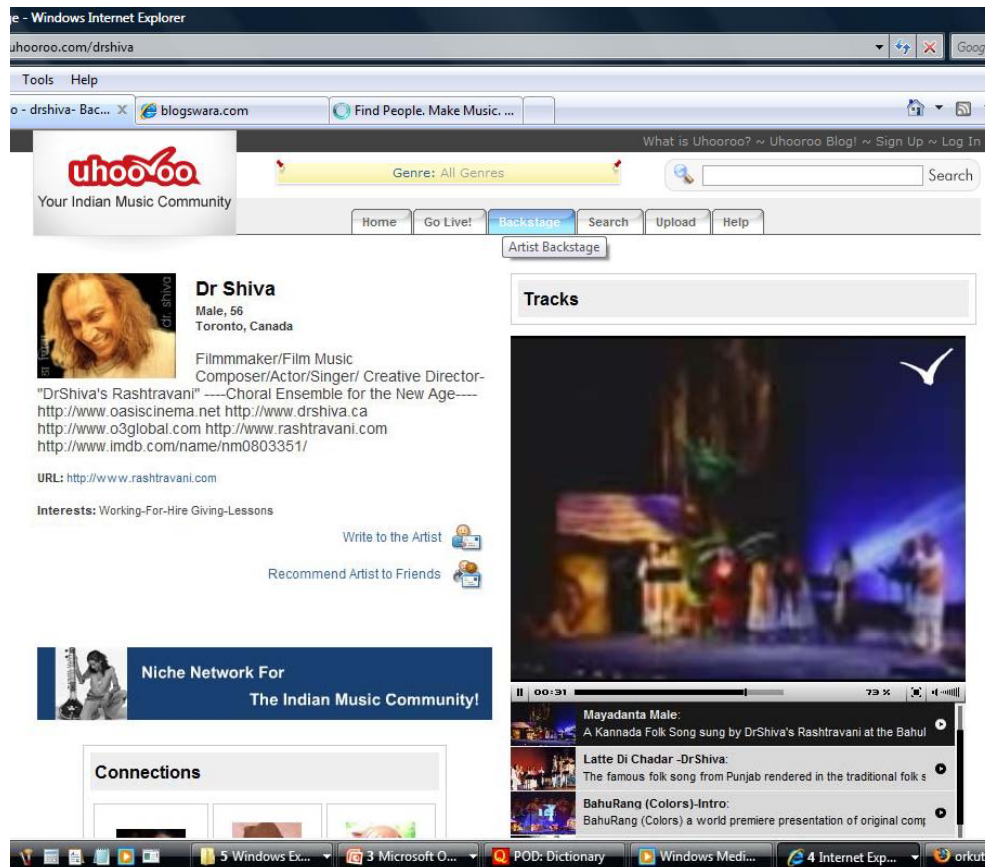 ge - Windows Internet Explorer
uhooroo.com/drshiva
Goog
Tools Help
o - drshiva- Bac...
blogswara.com
Find People. Make Music. ...
What is Uhooroo? ~ Uhooroo Blog! ~ Sign Up ~ Log In
uhooroo
Your Indian Music Community
Genre: All Genres
Search
Home
Go Live!
Backstage
Search
Upload
Help
Artist Backstage
dr. shiva
Dr Shiva
Male, 56
Toronto, Canada
Filmmmaker/Film Music
Composer/Actor/Singer/ Creative Director-
"DrShiva's Rashtravani" ----Choral Ensemble for the New Age----
http://www.oasiscinema.net http://www.drshiva.ca
http://www.o3global.com http://www.rashtravani.com
http://www.imdb.com/name/nm0803351/
URL: http://www.rashtravani.com
Interests: Working-For-Hire Giving-Lessons
Write to the Artist
Recommend Artist to Friends
Niche Network For
The Indian Music Community!
Connections
Tracks
00:31
73 %
Mayadanta Male:
A Kannada Folk Song sung by DrShiva's Rashtravani at the Bahul
Latte Di Chadar -DrShiva:
The famous folk song from Punjab rendered in the traditional folk s
BahuRang (Colors)-Intro:
BahuRang (Colors) a world premiere presentation of original comp
5 Windows Ex...
3 Microsoft O...
POD: Dictionary
Windows Medi...
4 Internet Exp...
orkut